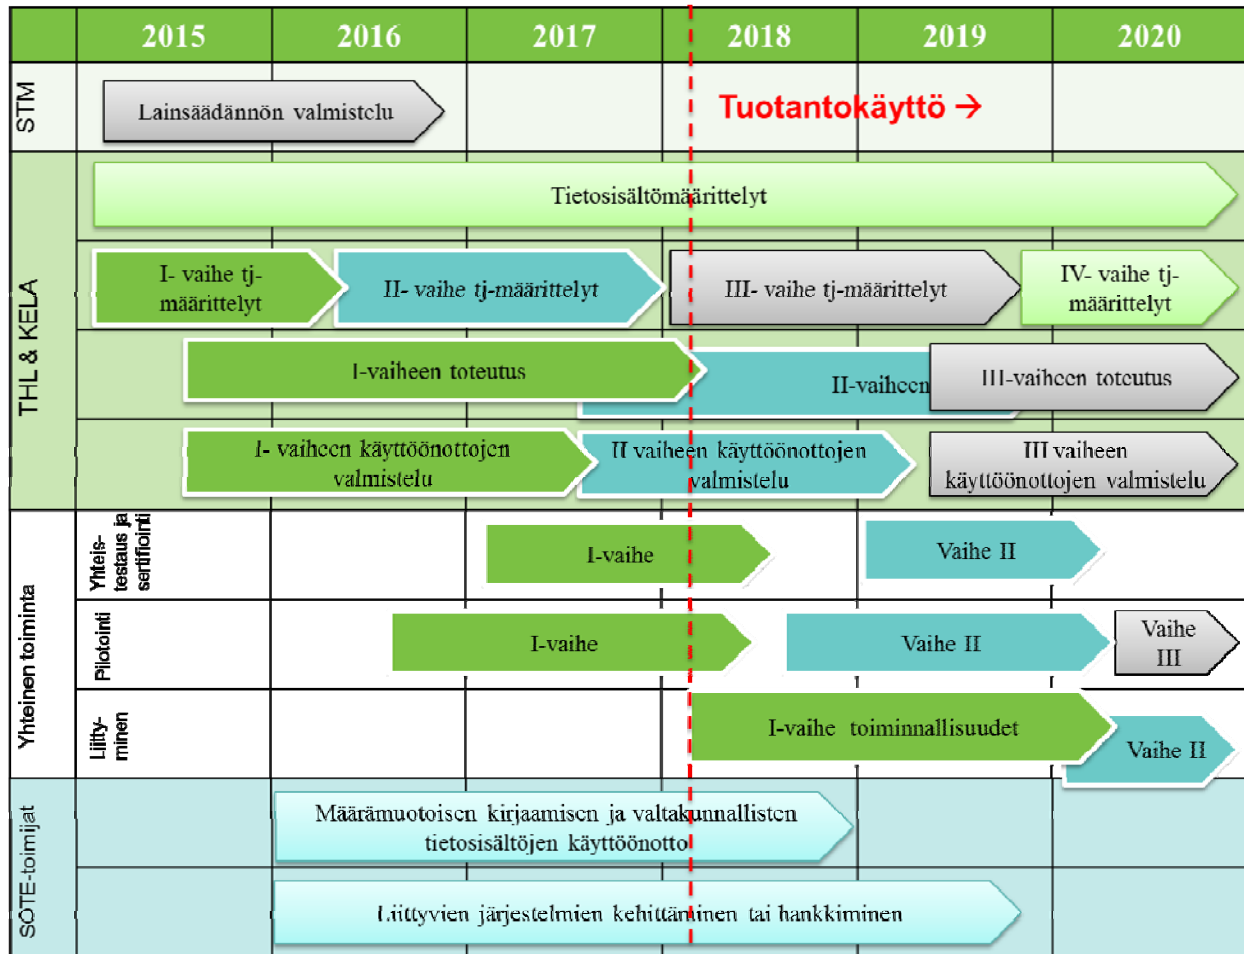 2015 2016 2017 2018 2019 2020
STM
Lainsäädännön valmistelu
Tuotantokäyttö →
THL & KELA
Tietosisältömäärittelyt
I- vaihe tj-
määrittelyt
II- vaihe tj-määrittelyt
III- vaihe tj-määrittelyt
IV- vaihe tj-
määrittelyt
I-vaiheen toteutus
II-vaiheen
III-vaiheen toteutus
I- vaiheen käyttöönottojen
valmistelu
II vaiheen käyttöönottojen
valmistelu
III vaiheen
käyttöönottojen valmistelu
Yhteinen toiminta
Yhteis-
testaus ja
sertifiointi
I-vaihe
Vaihe II
Pilotointi
I-vaihe
Vaihe II
Vaihe
III
Liitty-
minen
I-vaihe toiminnallisuudet
Vaihe II
SOTE-toimijat
Määrämuotoisen kirjaamisen ja valtakunnallisten
tietosisältöjen käyttöönotto
Liittyvien järjestelmien kehittäminen tai hankkiminen